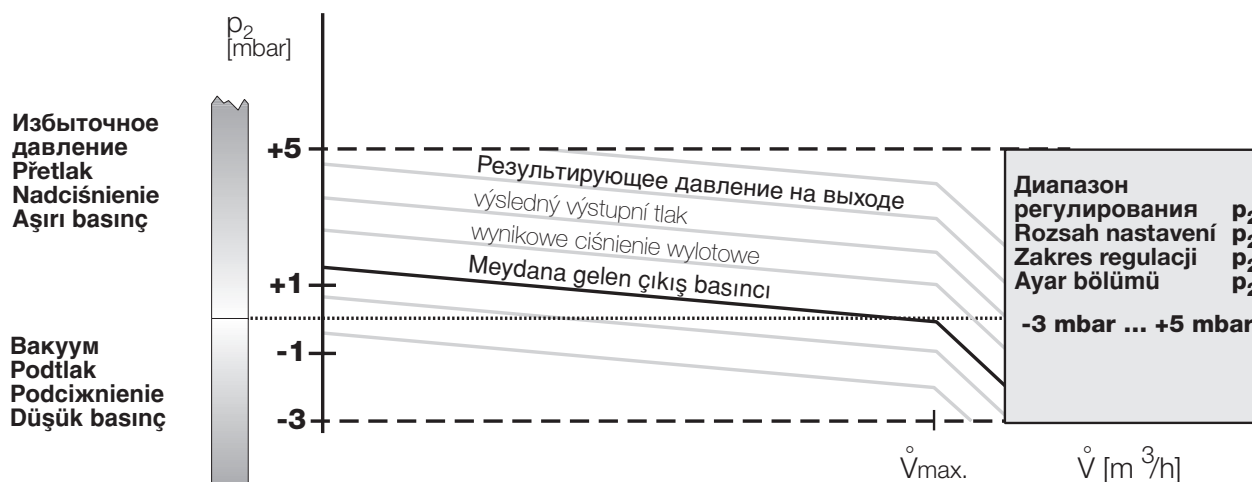 p2
[mbar]
Избыточное
давление
Přetlak
Nadciśnienie
Aşırı basınç
+5
+1
-1
-3
Вакуум
Podtlak
Podciжnienie
Düşük basınç
Результирующее давление на выходе
výsledný výstupní tlak
wynikowe ciśnienie wylotowe
Meydana gelen çıkış basıncı
Диапазон
регулирования p2
Rozsah nastavení p2
Zakres regulacji p2
Ayar bölümü p2
-3 mbar ... +5 mbar
V̊max.
V̊ [m 3/h]